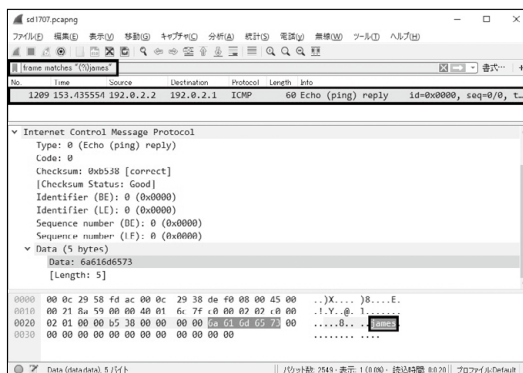 sd1707.pcapng
ファイル(F) 編集(E) 表示(V) 移動(G) キャプチャ(C) 分析(A) 統計(S) 電話(y) 無線(W) ツール(T) ヘルプ(H)
frame matches "(?i)james" 書式… +
No. Time Source Destination Protocol Length Info
1209 153.435554 192.0.2.2 192.0.2.1 ICMP 60 Echo (ping) reply id=0x0000, seq=0/0, t…
Internet Control Message Protocol
Type: 0 (Echo (ping) reply)
Code: 0
Checksum: 0xb538 [correct]
[Checksum Status: Good]
Identifier (BE): 0 (0x0000)
Identifier (LE): 0 (0x0000)
Sequence number (BE): 0 (0x0000)
Sequence number (LE): 0 (0x0000)
Data (5 bytes)
Data: 6a616d6573
[Length: 5]
0000 00 0c 29 58 fd ac 00 0c 29 38 de f0 08 00 45 00 ..)X.... )8....E.
0010 00 21 8a 59 00 00 40 01 6c 7f c0 00 02 02 c0 00 .!.Y..@. l.......
0020 02 01 00 00 b5 38 00 00 00 00 6a 61 6d 65 73 00 .....8.. ..james.
0030 00 00 00 00 00 00 00 00 00 00 00 00 ........ ....
Data (data.data), 5 バイト パケット数: 2549 · 表示: 1 (0.0%) · 読込時間: 0:0.20 プロファイル:Default